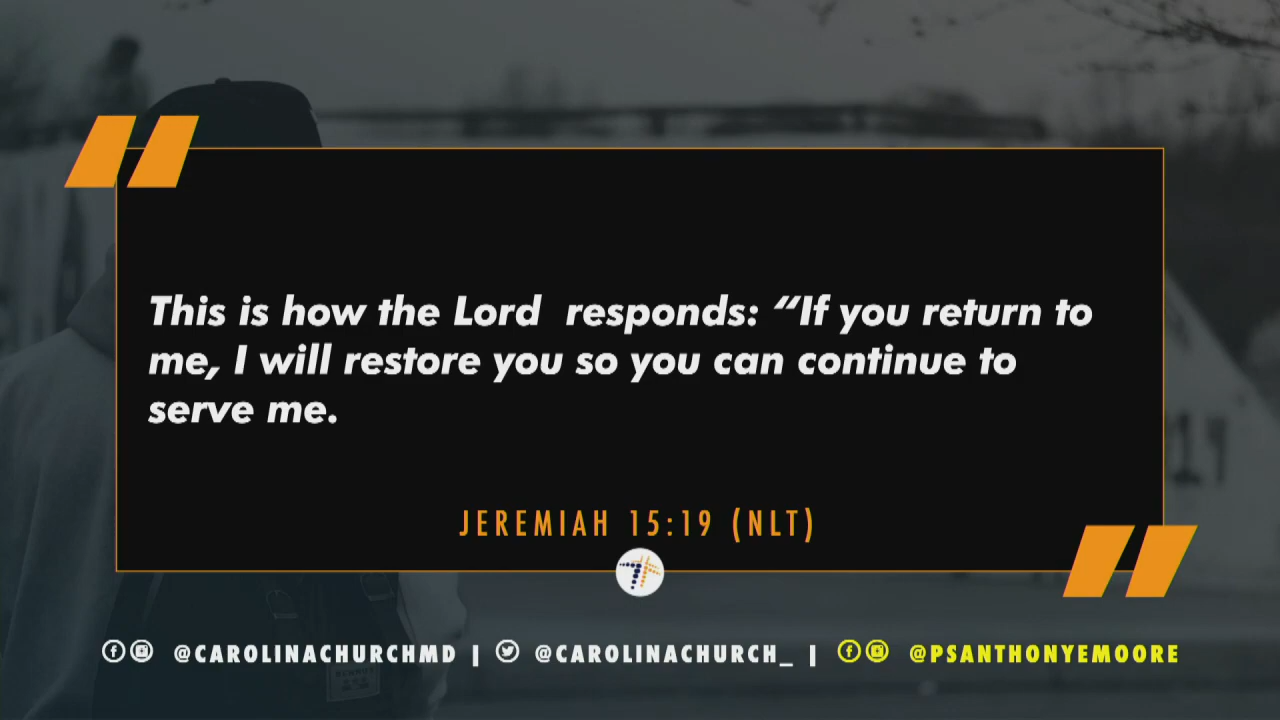 This is how the Lord  responds: “If you return to
me, I will restore you so you can continue to
serve me.
JEREMIAH 15:19 (NLT)
@CAROLINACHURCHMD | @CAROLINACHURCH_ | @PSANTHONYEMOORE